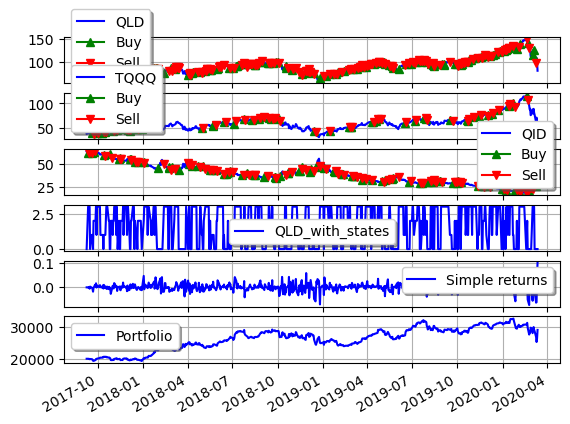 QLD
Buy
Sell
150
100
TQQQ
Buy
Sell
100
50
QID
Buy
Sell
50
25
QLD_with_states
2.5
0.0
Simple returns
0.1
0.0
Portfolio
30000
20000
2017-10 2018-01 2018-04 2018-07 2018-10 2019-01 2019-04 2019-07 2019-10 2020-01 2020-04